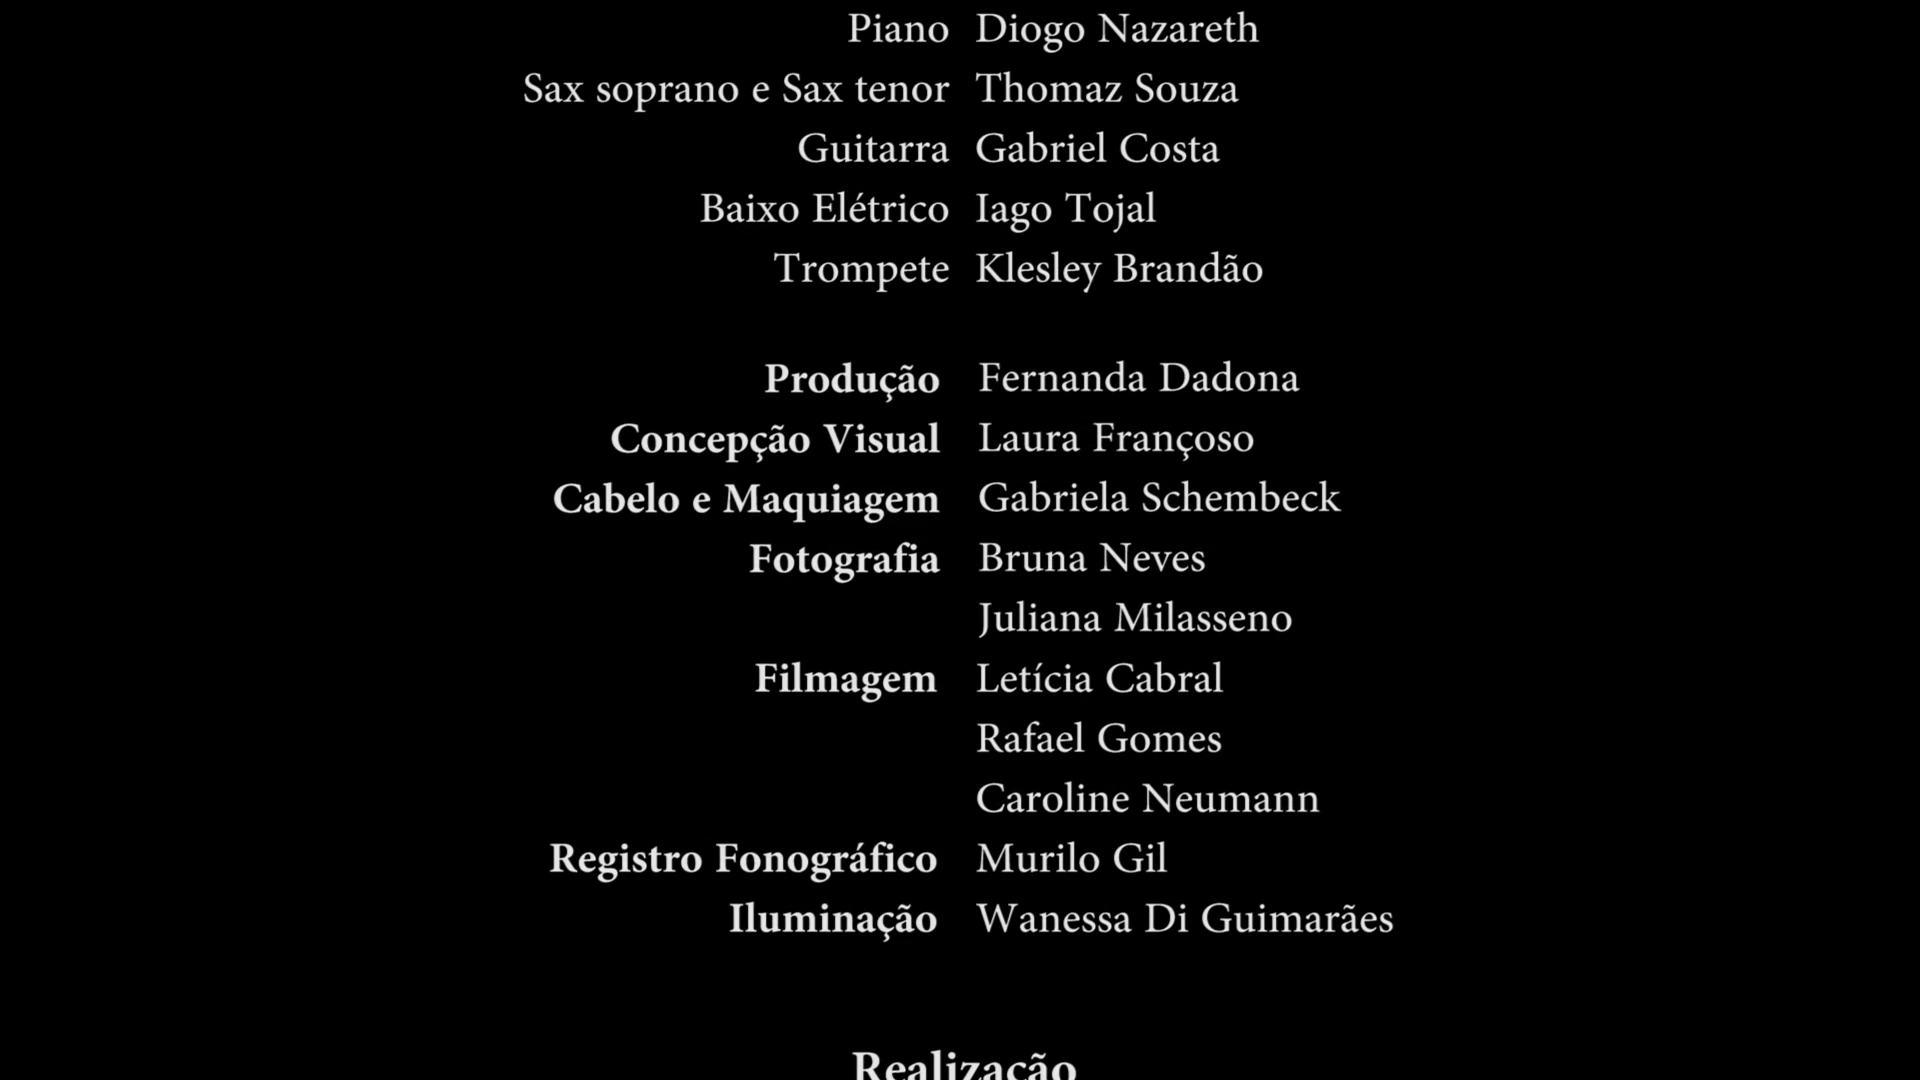 Piano Diogo Nazareth
Sax soprano e Sax tenor Thomaz Souza
Guitarra Gabriel Costa
Baixo Elétrico Iago Tojal
Trompete Klesley Brandão
Produção Fernanda Dadona
Concepção Visual Laura Françoso
Cabelo e Maquiagem Gabriela Schembeck
Fotografia Bruna Neves
Juliana Milasseno
Filmagem Letícia Cabral
Rafael Gomes
Caroline Neumann
Registro Fonográfico Murilo Gil
Iluminação Wanessa Di Guimarães
Realização